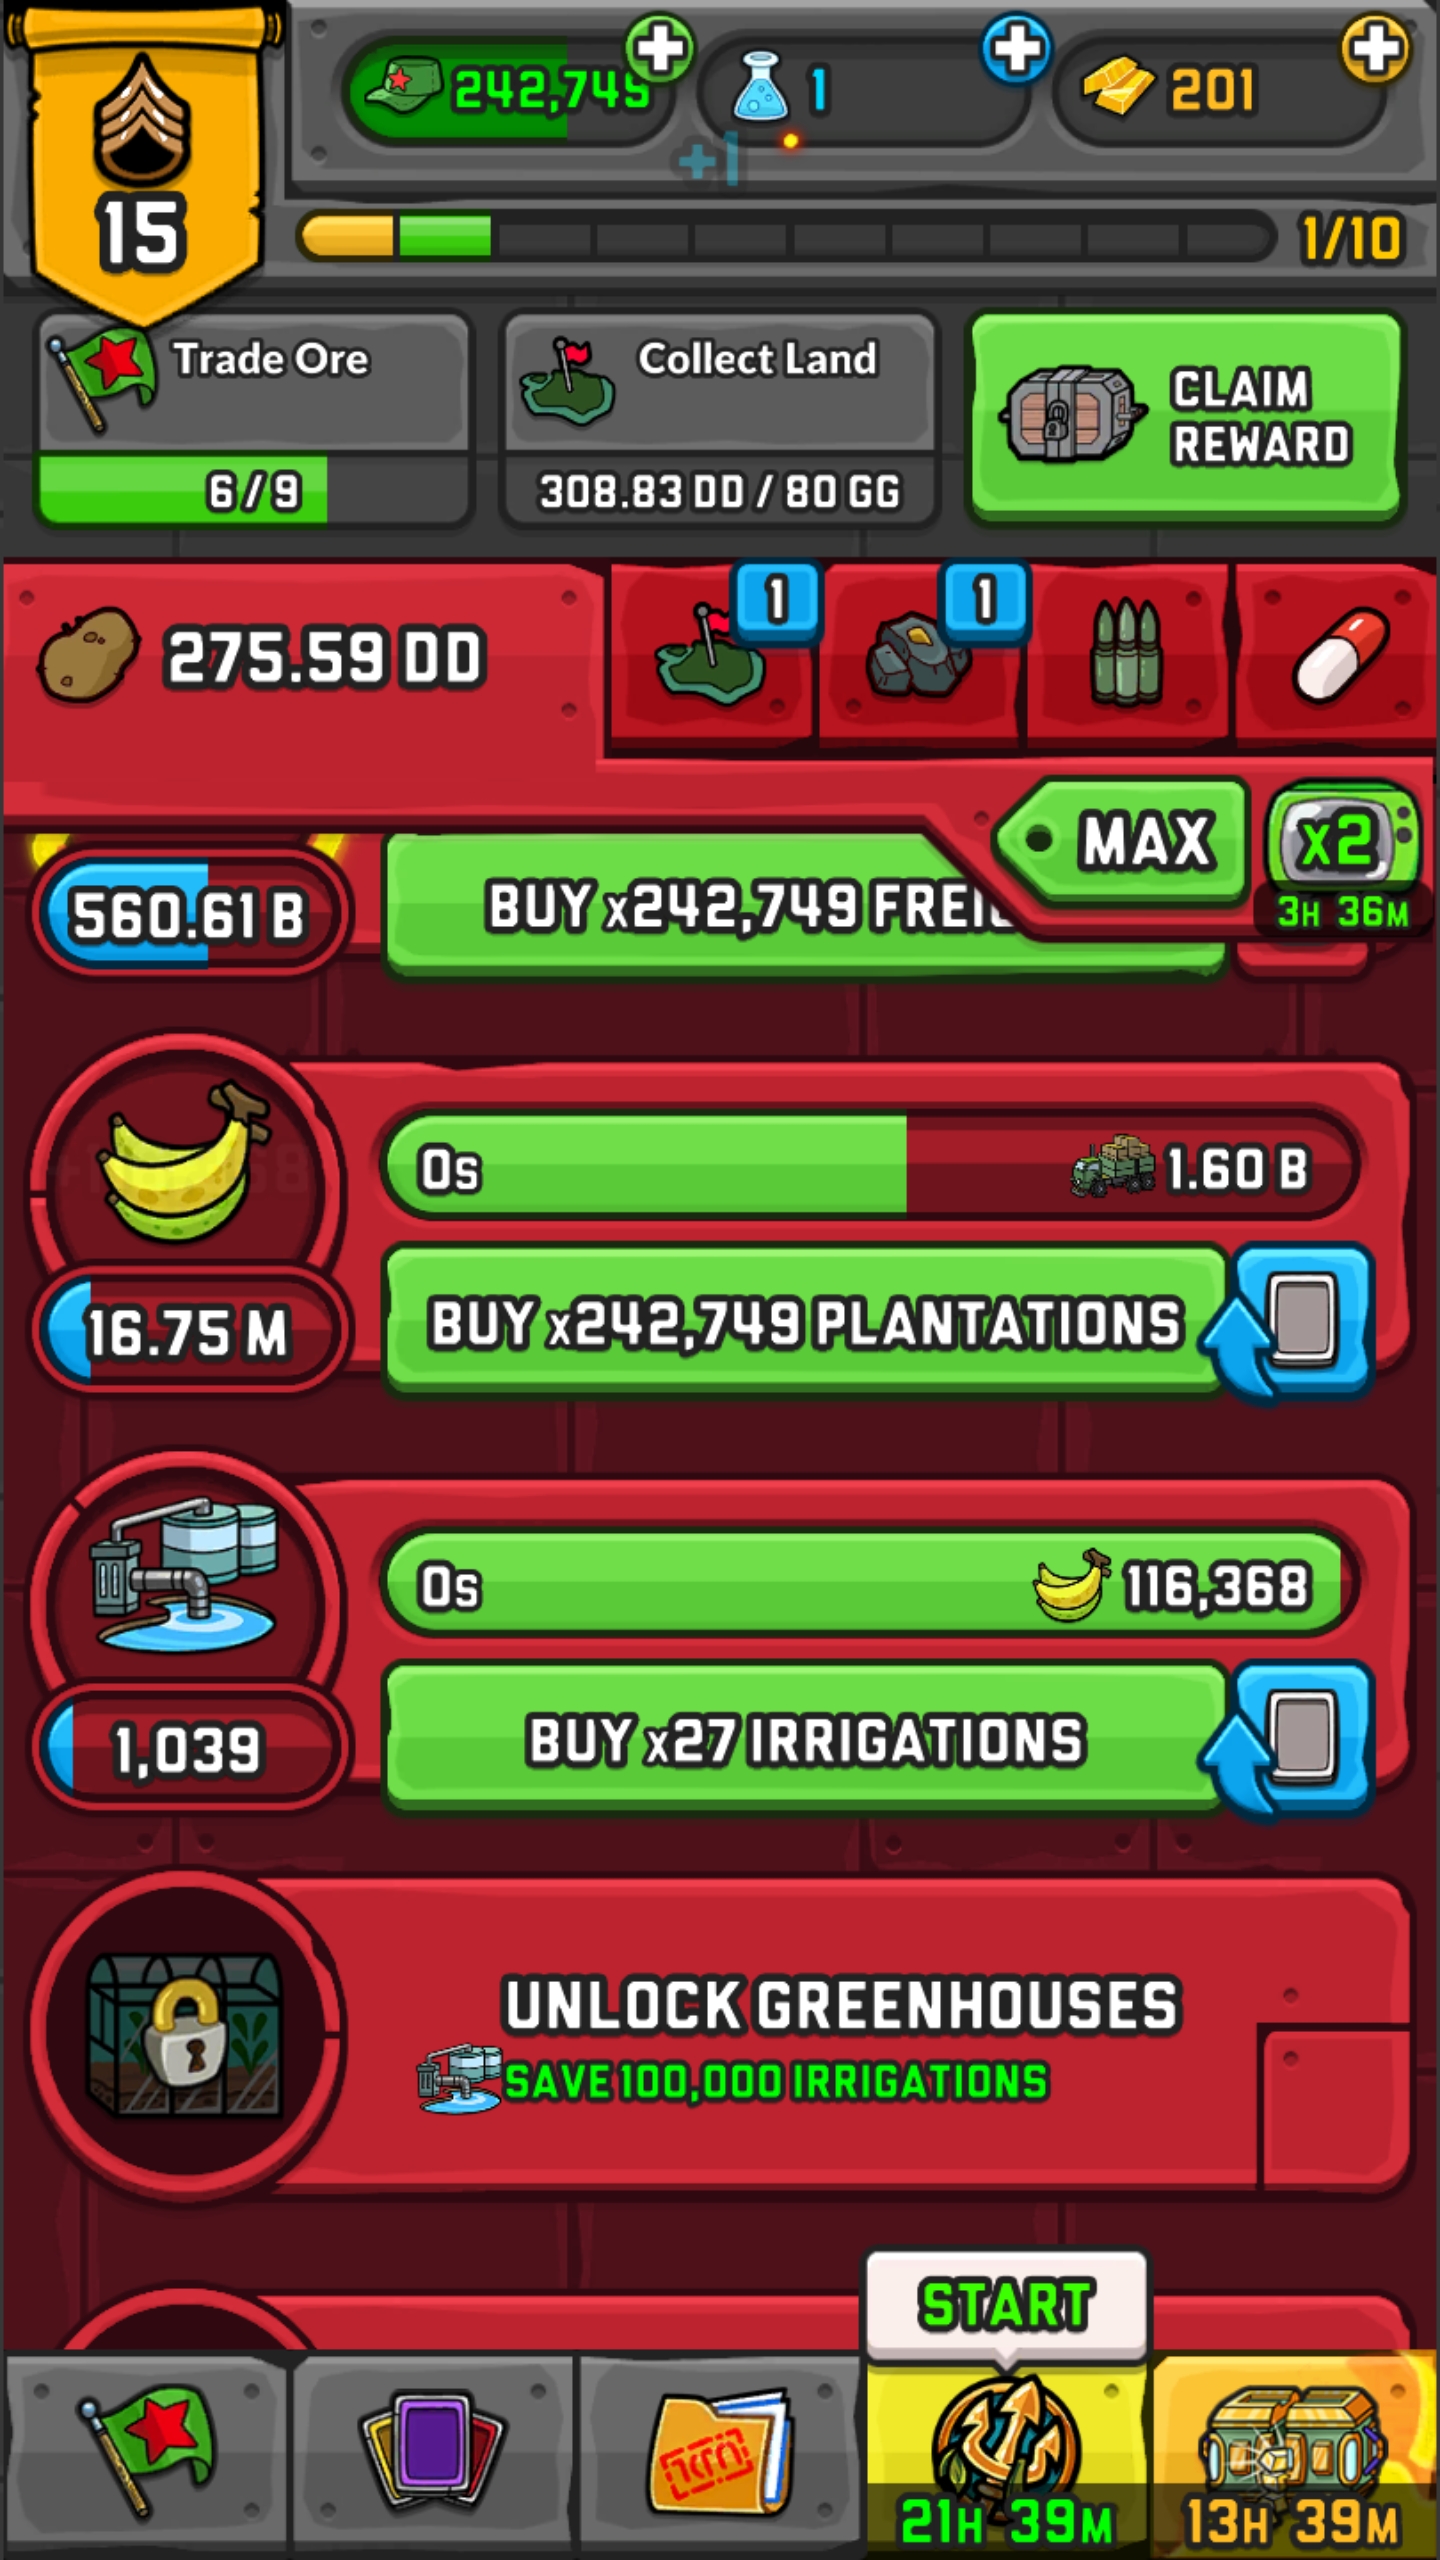 242,749
1
201
+1
15
1/10
Trade Ore
Collect Land
CLAIM
REWARD
6/9
308.83 DD / 80 GG
275.59 DD
1
1
MAX
x2
3H 36M
560.61 B
BUY x242,749
0s
1.60 B
16.75 M
BUY x242,749 PLANTATIONS
0s
116,368
1,039
BUY x27 IRRIGATIONS
UNLOCK GREENHOUSES
SAVE 100,000 IRRIGATIONS
START
21H 39M
13H 39M